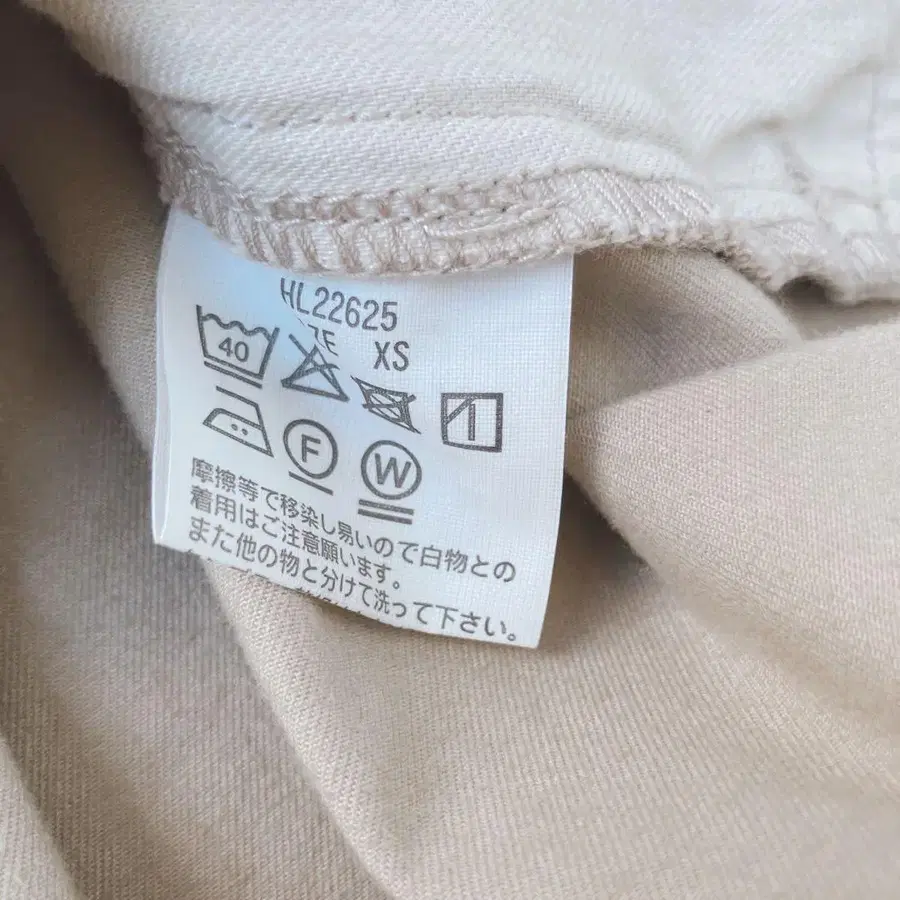 HL22625
XS
40
F
W
摩擦等で移染し易いので白物との
着用はご注意願います。
また他の物と分けて洗って下さい。